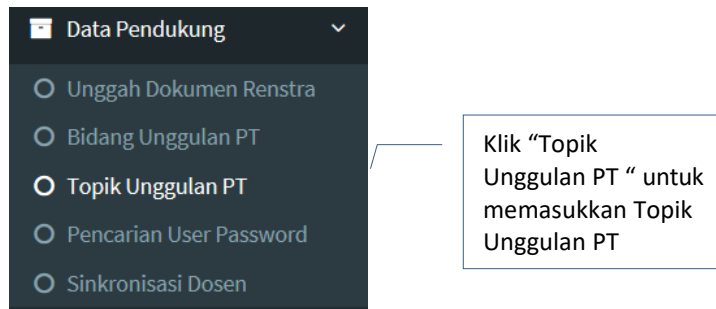 Data Pendukung
Unggah Dokumen Renstra
Bidang Unggulan PT
Topik Unggulan PT
Pencarian User Password
Sinkronisasi Dosen
Klik “Topik
Unggulan PT “ untuk
memasukkan Topik
Unggulan PT